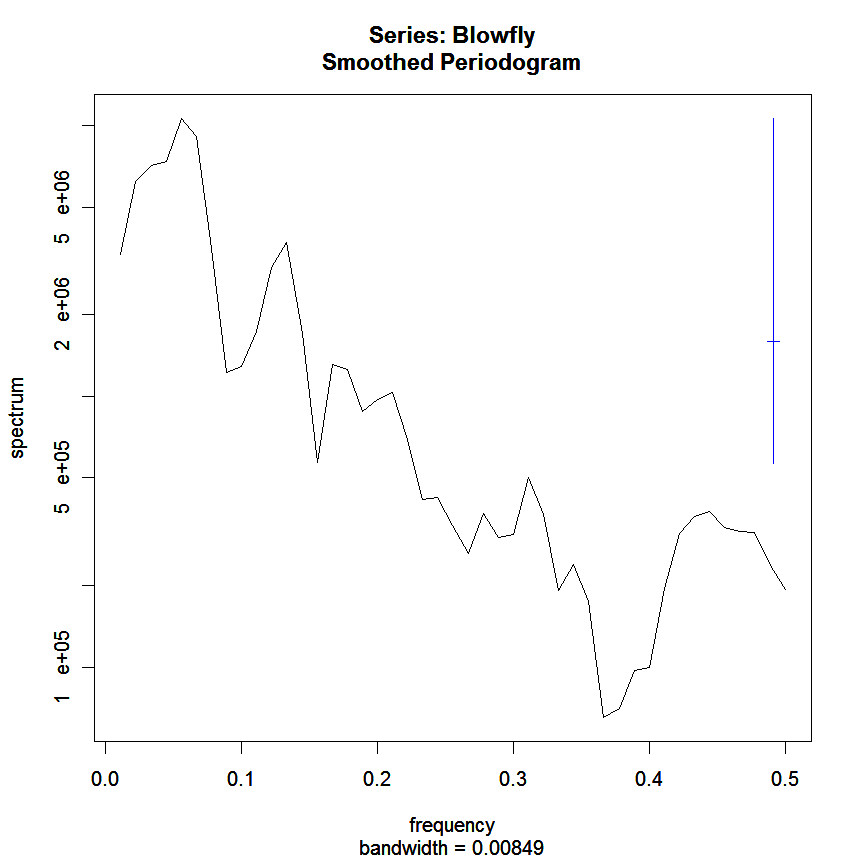 Series: Blowfly
Smoothed Periodogram
spectrum
5 e+06
2 e+06
5 e+05
1 e+05
0.0 0.1 0.2 0.3 0.4 0.5
frequency
bandwidth = 0.00849